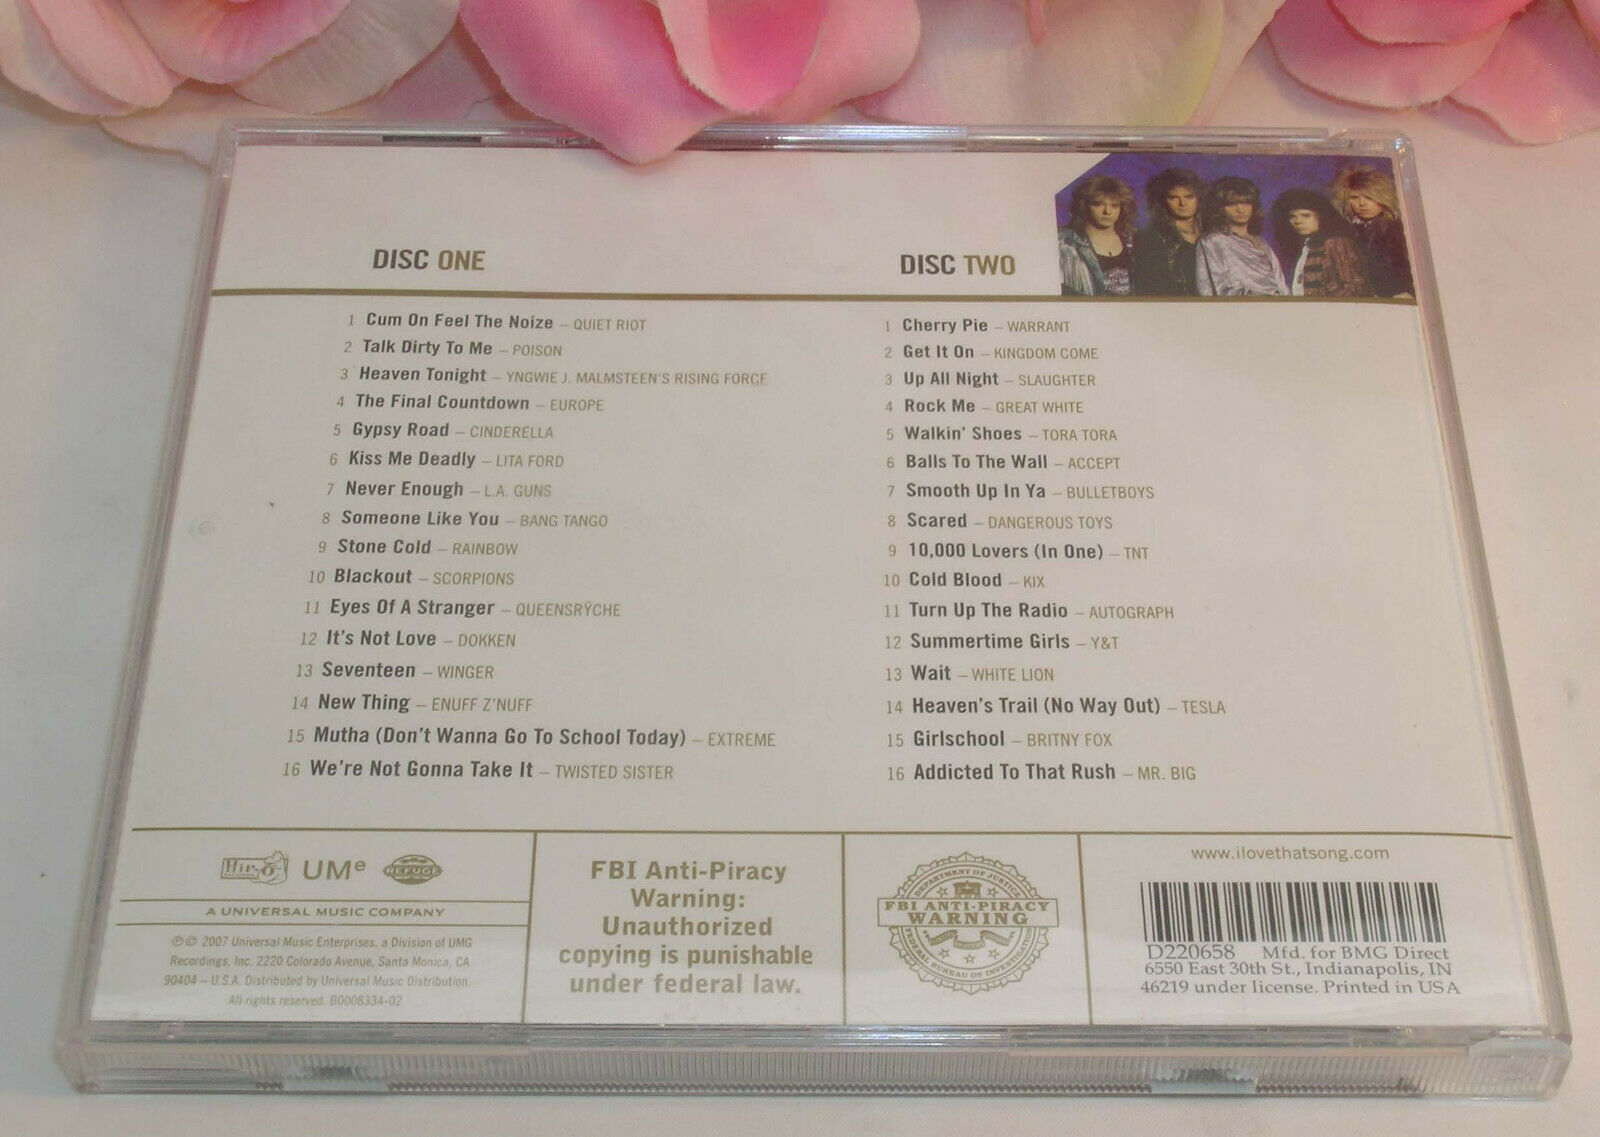 DISC ONE
1 Cum On Feel The Noize – QUIET RIOT
2 Talk Dirty To Me – POISON
3 Heaven Tonight – YNGWIE J. MALMSTEEN'S RISING FORCE
4 The Final Countdown – EUROPE
5 Gypsy Road – CINDERELLA
6 Kiss Me Deadly – LITA FORD
7 Never Enough – L.A. GUNS
8 Someone Like You – BANG TANGO
9 Stone Cold – RAINBOW
10 Blackout – SCORPIONS
11 Eyes Of A Stranger – QUEENSRŸCHE
12 It's Not Love – DOKKEN
13 Seventeen – WINGER
14 New Thing – ENUFF Z'NUFF
15 Mutha (Don't Wanna Go To School Today) – EXTREME
16 We're Not Gonna Take It – TWISTED SISTER
DISC TWO
1 Cherry Pie – WARRANT
2 Get It On – KINGDOM COME
3 Up All Night – SLAUGHTER
4 Rock Me – GREAT WHITE
5 Walkin' Shoes – TORA TORA
6 Balls To The Wall – ACCEPT
7 Smooth Up In Ya – BULLETBOYS
8 Scared – DANGEROUS TOYS
9 10,000 Lovers (In One) – TNT
10 Cold Blood – KIX
11 Turn Up The Radio – AUTOGRAPH
12 Summertime Girls – Y&T
13 Wait – WHITE LION
14 Heaven's Trail (No Way Out) – TESLA
15 Girlschool – BRITNY FOX
16 Addicted To That Rush – MR. BIG
Hip-O UMe REFUGE
A UNIVERSAL MUSIC COMPANY
℗© 2007 Universal Music Enterprises, a Division of UMG
Recordings, Inc. 2220 Colorado Avenue, Santa Monica, CA
90404 – U.S.A. Distributed by Universal Music Distribution.
All rights reserved. B0008334-02
FBI Anti-Piracy
Warning:
Unauthorized
copying is punishable
under federal law.
DEPARTMENT OF JUSTICE
FBI ANTI-PIRACY
WARNING
FEDERAL BUREAU OF INVESTIGATION
www.ilovethatsong.com
D220658 Mfd. for BMG Direct
6550 East 30th St., Indianapolis, IN
46219 under license. Printed in USA